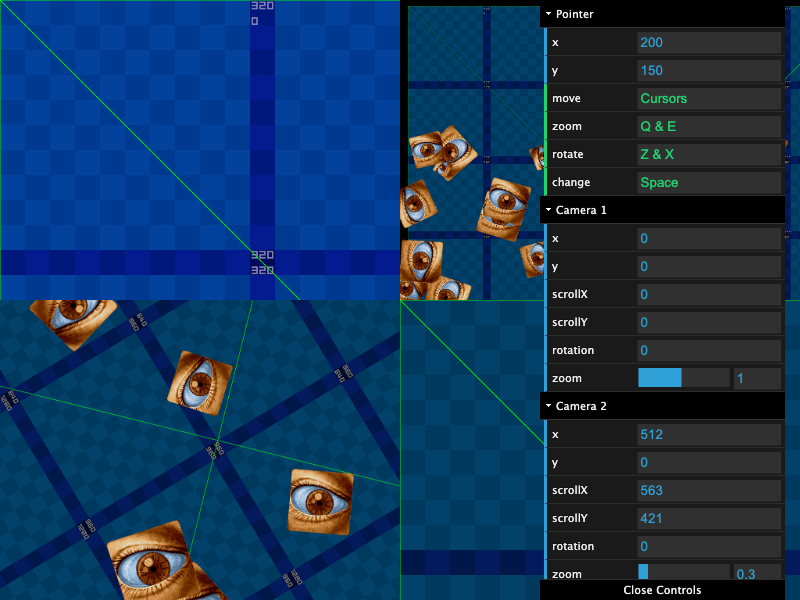 320
0
320
320
Pointer
x 200
y 150
move Cursors
zoom Q & E
rotate Z & X
change Space
Camera 1
x 0
y 0
scrollX 0
scrollY 0
rotation 0
zoom 1
Camera 2
x 512
y 0
scrollX 563
scrollY 421
rotation 0
zoom 0.3
Close Controls